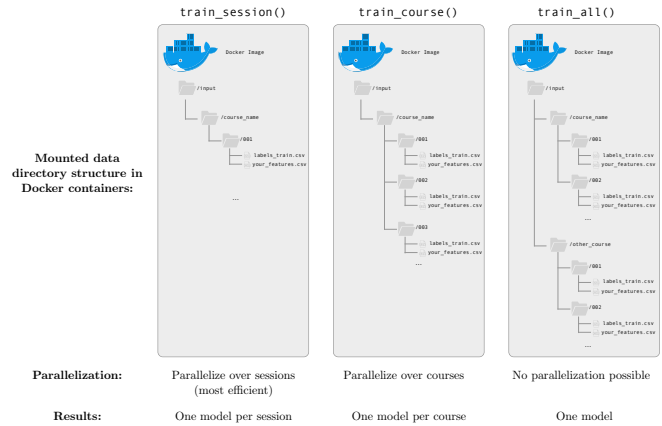 train_session()
train_course()
train_all()
Mounted data
directory structure in
Docker containers:
Docker Image
/input
/course_name
/001
labels_train.csv
your_features.csv
...
Docker Image
/input
/course_name
/001
labels_train.csv
your_features.csv
/002
labels_train.csv
your_features.csv
/003
labels_train.csv
your_features.csv
...
Docker Image
/input
/course_name
/001
labels_train.csv
your_features.csv
/002
labels_train.csv
your_features.csv
...
/other_course
/001
labels_train.csv
your_features.csv
/002
labels_train.csv
your_features.csv
...
Parallelization:
Parallelize over sessions
(most efficient)
Parallelize over courses
No parallelization possible
Results:
One model per session
One model per course
One model